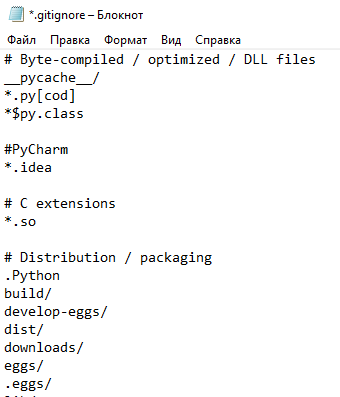 *.gitignore – Блокнот
Файл Правка Формат Вид Справка
# Byte-compiled / optimized / DLL files
__pycache__/
*.py[cod]
*$py.class
#PyCharm
*.idea
# C extensions
*.so
# Distribution / packaging
.Python
build/
develop-eggs/
dist/
downloads/
eggs/
.eggs/